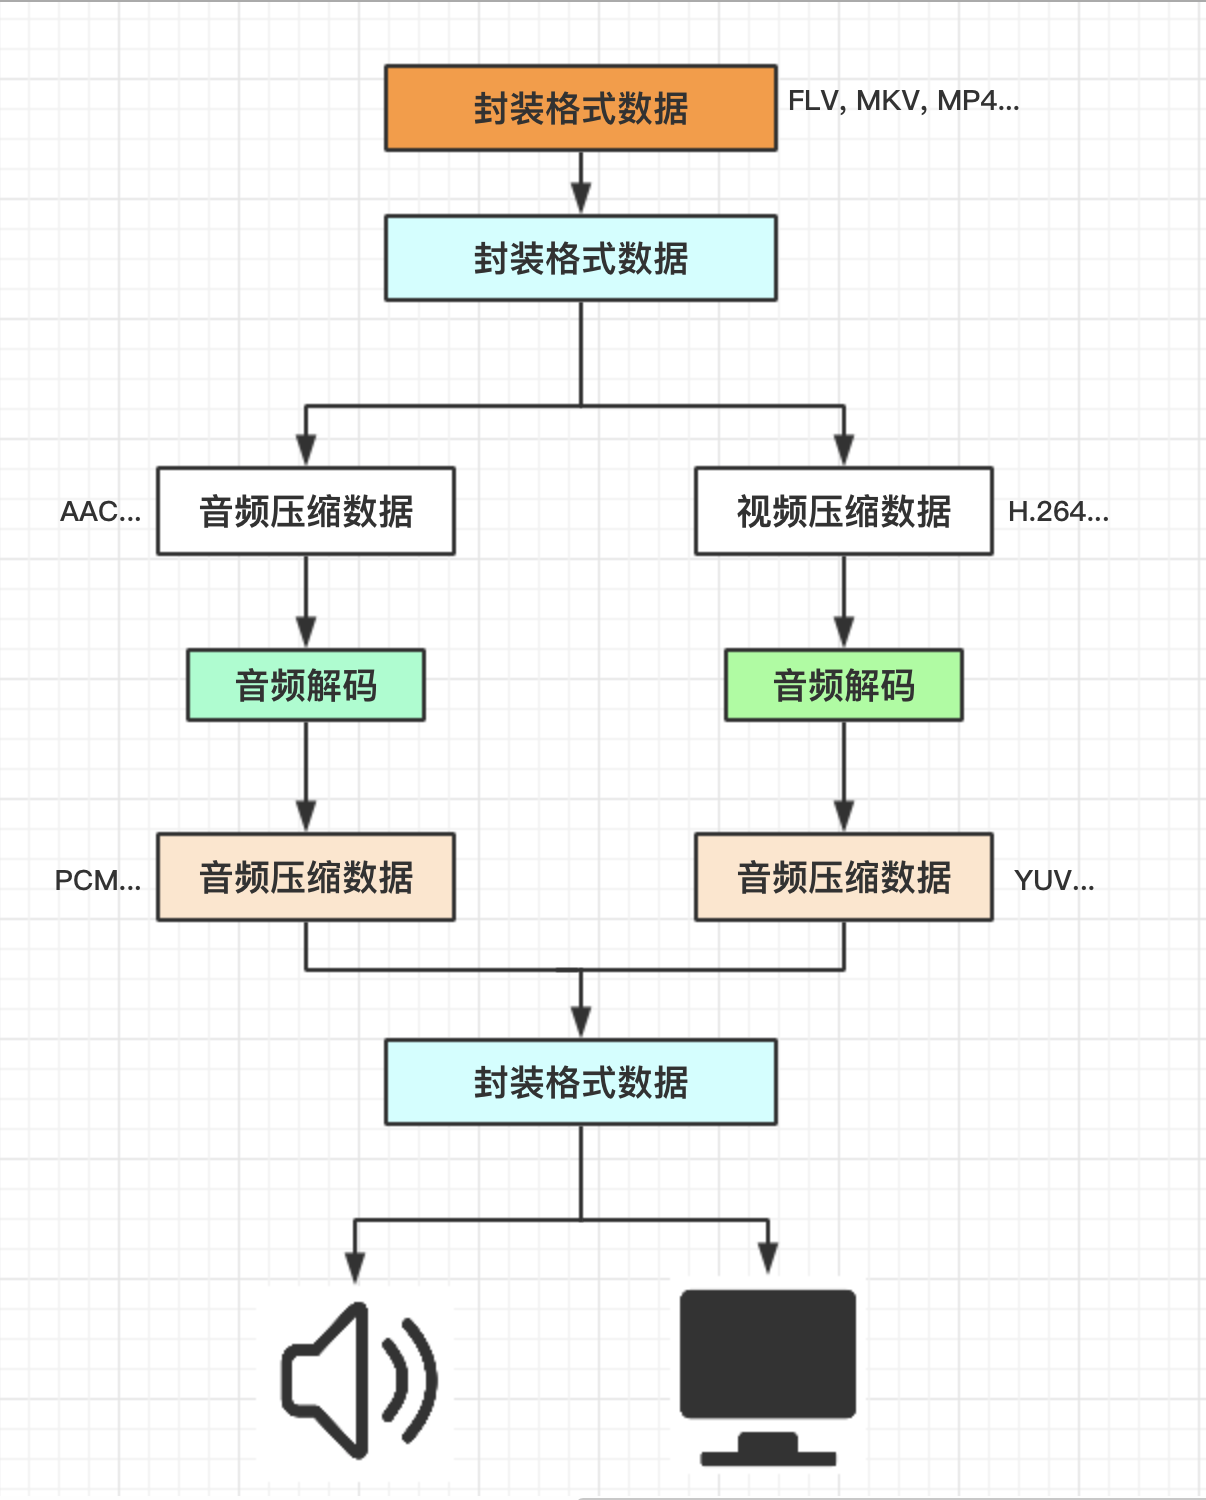 封装格式数据
FLV, MKV, MP4...
封装格式数据
AAC...
音频压缩数据
视频压缩数据
H.264...
音频解码
音频解码
PCM...
音频压缩数据
音频压缩数据
YUV...
封装格式数据